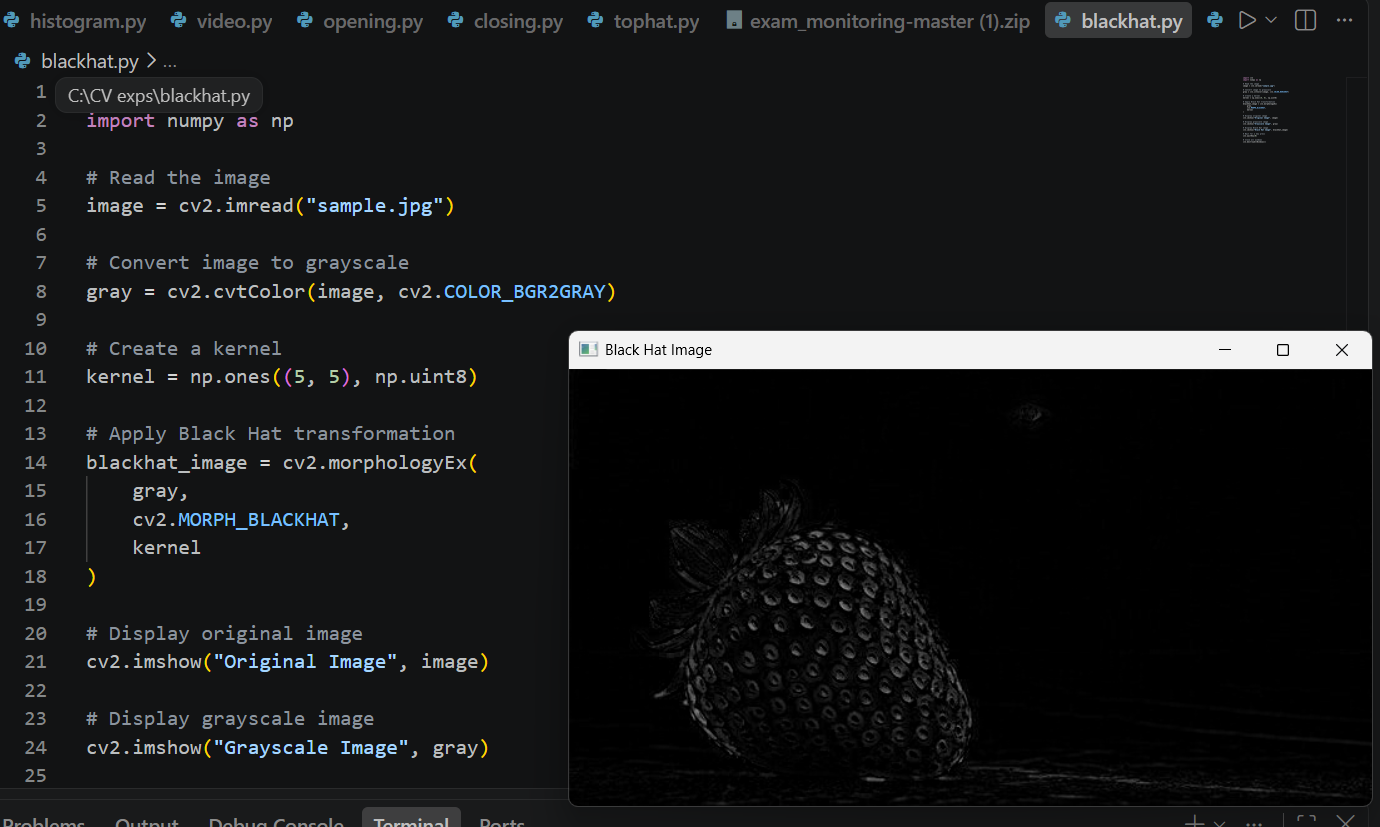 histogram.py video.py opening.py closing.py tophat.py exam_monitoring-master (1).zip blackhat.py
blackhat.py > ...
C:\CV exps\blackhat.py
1
2 import numpy as np
3
4 # Read the image
5 image = cv2.imread("sample.jpg")
6
7 # Convert image to grayscale
8 gray = cv2.cvtColor(image, cv2.COLOR_BGR2GRAY)
9
10 # Create a kernel
11 kernel = np.ones((5, 5), np.uint8)
12
13 # Apply Black Hat transformation
14 blackhat_image = cv2.morphologyEx(
15 gray,
16 cv2.MORPH_BLACKHAT,
17 kernel
18 )
19
20 # Display original image
21 cv2.imshow("Original Image", image)
22
23 # Display grayscale image
24 cv2.imshow("Grayscale Image", gray)
25
Black Hat Image
Problems Output Debug Console Terminal Ports